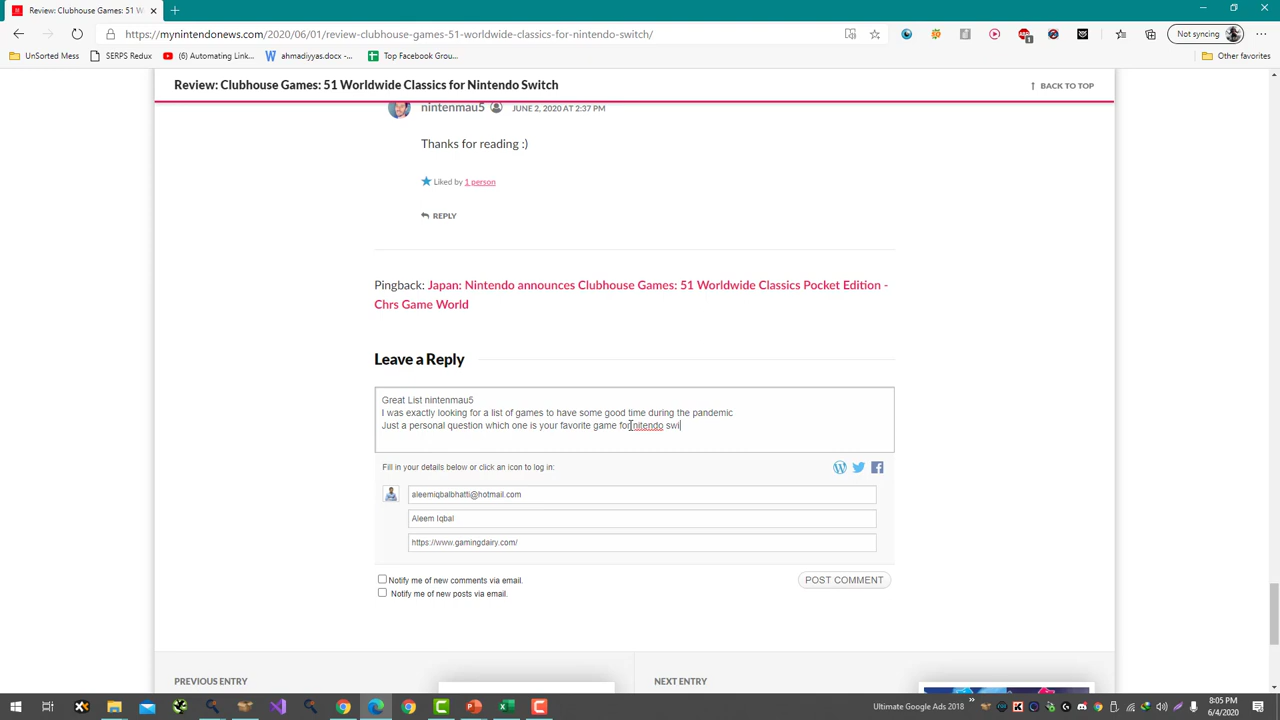 Review: Clubhouse Games: 51 W
https://mynintendonews.com/2020/06/01/review-clubhouse-games-51-worldwide-classics-for-nintendo-switch/
Not syncing
UnSorted Mess
SERPS Redux
(6) Automating Link...
ahmadiyyas.docx -...
Top Facebook Grou...
Other favorites
Review: Clubhouse Games: 51 Worldwide Classics for Nintendo Switch
BACK TO TOP
nintenmau5
JUNE 2, 2020 AT 2:37 PM
Thanks for reading :)
Liked by 1 person
REPLY
Pingback: Japan: Nintendo announces Clubhouse Games: 51 Worldwide Classics Pocket Edition -
Chrs Game World
Leave a Reply
Great List nintenmau5
I was exactly looking for a list of games to have some good time during the pandemic
Just a personal question which one is your favorite game for nitendo swi
Fill in your details below or click an icon to log in:
aleemiqbalbhatti@hotmail.com
Aleem Iqbal
https://www.gamingdairy.com/
Notify me of new comments via email.
POST COMMENT
Notify me of new posts via email.
PREVIOUS ENTRY
NEXT ENTRY
Ultimate Google Ads 2018
8:05 PM
6/4/2020